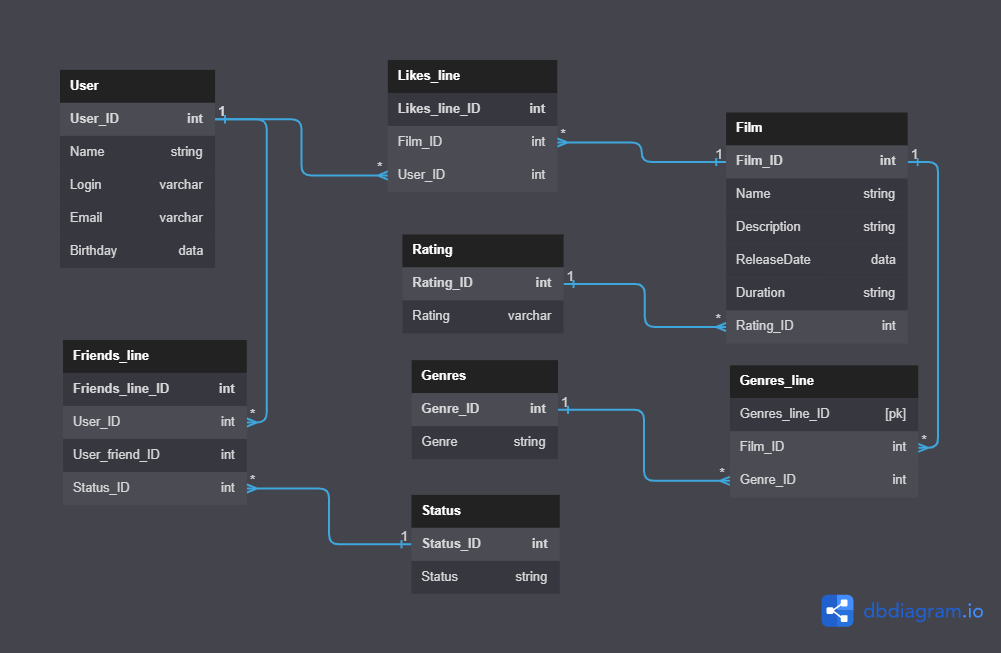 User
User_ID int
Name string
Login varchar
Email varchar
Birthday data
1
*
Likes_line
Likes_line_ID int
Film_ID int
User_ID int
*
1
Film
Film_ID int
Name string
Description string
ReleaseDate data
Duration string
Rating_ID int
1
Rating
Rating_ID int
Rating varchar
1
*
Friends_line
Friends_line_ID int
User_ID int
User_friend_ID int
Status_ID int
*
*
Genres
Genre_ID int
Genre string
1
*
Genres_line
Genres_line_ID [pk]
Film_ID int
Genre_ID int
*
Status
Status_ID int
Status string
1
dbdiagram.io